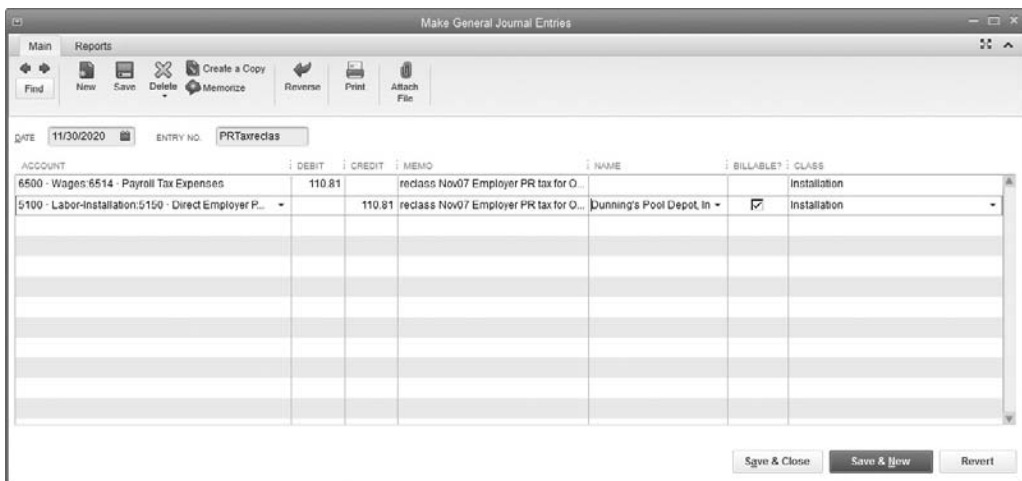 Make General Journal Entries
Main Reports
Find New Save Delete Create a Copy Memorize Reverse Print Attach File
DATE 11/30/2020 ENTRY NO. PRTaxreclas
ACCOUNT DEBIT CREDIT MEMO NAME BILLABLE? CLASS
6500 · Wages:6514 · Payroll Tax Expenses 110.81 reclass Nov07 Employer PR tax for O... Installation
5100 · Labor-Installation:5150 · Direct Employer P... 110.81 reclass Nov07 Employer PR tax for O... Dunning's Pool Depot, In Installation
Save & Close Save & New Revert